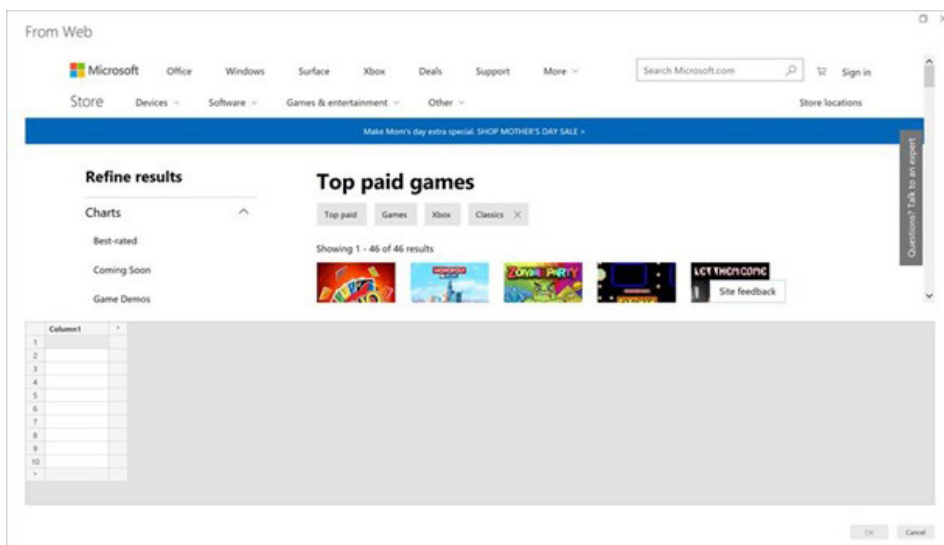 From Web
Microsoft Office Windows Surface Xbox Deals Support More Search Microsoft.com Sign in
Store Devices Software Games & entertainment Other Store locations
Make Mom's day extra special. SHOP MOTHER'S DAY SALE >
Questions? Talk to an expert
Refine results
Top paid games
Charts
Top paid Games Xbox Classics
Best-rated
Showing 1 - 46 of 46 results
Coming Soon
MONOPOLY
LET THEM COME
Site feedback
Game Demos
Column1 *
1
2
3
4
5
6
7
8
9
10
*
OK Cancel